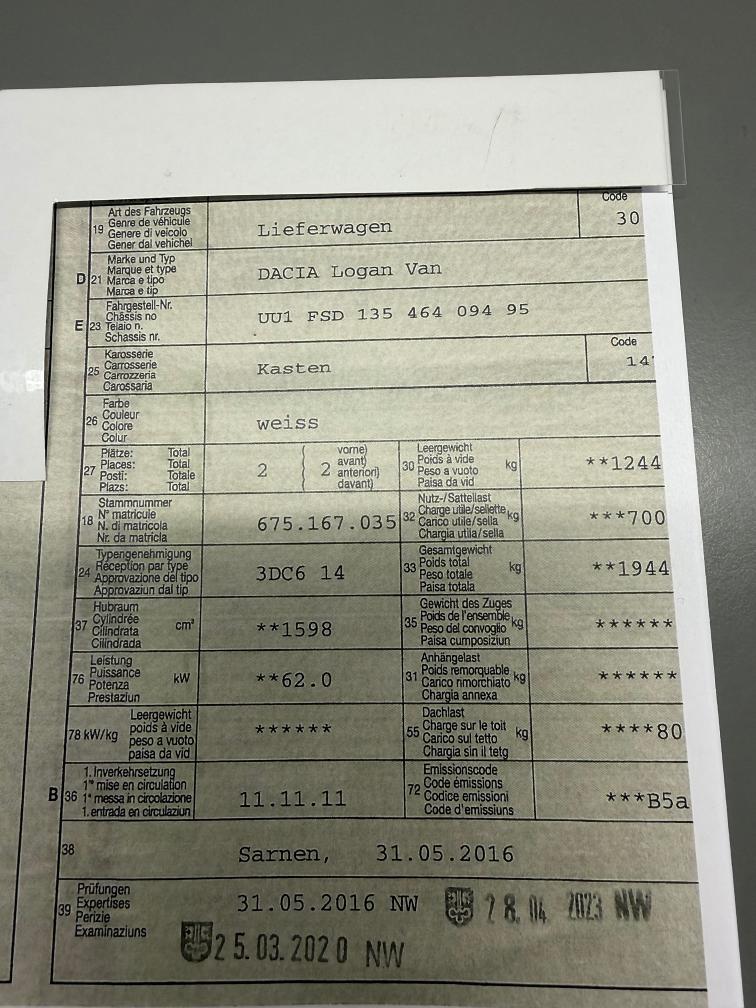 Art des Fahrzeugs
19 Genre de véhicule
Genere di veicolo
Gener dal vehichel
Lieferwagen
Code
30
Marke und Typ
Marque et type
D 21 Marca e tipo
Marca e tip
DACIA Logan Van
Fahrgestell-Nr.
Châssis no
E 23 Telaio n.
Schassis nr.
UU1 FSD 135 464 094 95
Karosserie
25 Carrosserie
Carrozzeria
Carossaria
Kasten
Code
14
Farbe
26 Couleur
Colore
Colur
weiss
Plätze: Total
27 Places: Total
Posti: Totale
Plazs: Total
2
2
vorne)
avant)
anteriori)
davant)
Leergewicht
30 Poids à vide kg
Peso a vuoto
Paisa da vid
**1244
Stammnummer
18 N° matricule
N. di matricola
Nr. da matricla
675.167.035
Nutz-/Sattellast
32 Charge utile/sellette kg
Carico utile/sella
Chargia utila/sella
***700
Typengenehmigung
24 Réception par type
Approvazione del tipo
Approvaziun dal tip
3DC6 14
Gesamtgewicht
33 Poids total kg
Peso totale
Paisa totala
**1944
Hubraum
37 Cylindrée cm³
Cilindrata
Cilindrada
**1598
Gewicht des Zuges
35 Poids de l'ensemble kg
Peso del convoglio
Paisa cumposiziun
******
Leistung
76 Puissance kW
Potenza
Prestaziun
**62.0
Anhängelast
31 Poids remorquable kg
Carico rimorchiato
Chargia annexa
******
Leergewicht
78 kW/kg poids à vide
peso a vuoto
paisa da vid
******
Dachlast
55 Charge sur le toit kg
Carico sul tetto
Chargia sin il tetg
****80
1. Inverkehrsetzung
B 36 1re mise en circulation
1a messa in circolazione
1. entrada en circulaziun
11.11.11
Emissionscode
72 Code émissions
Codice emissioni
Code d'emissiuns
***B5a
38
Sarnen, 31.05.2016
Prüfungen
39 Expertises
Perizie
Examinaziuns
31.05.2016 NW 28.04 2023 NW
25.03.2020 NW